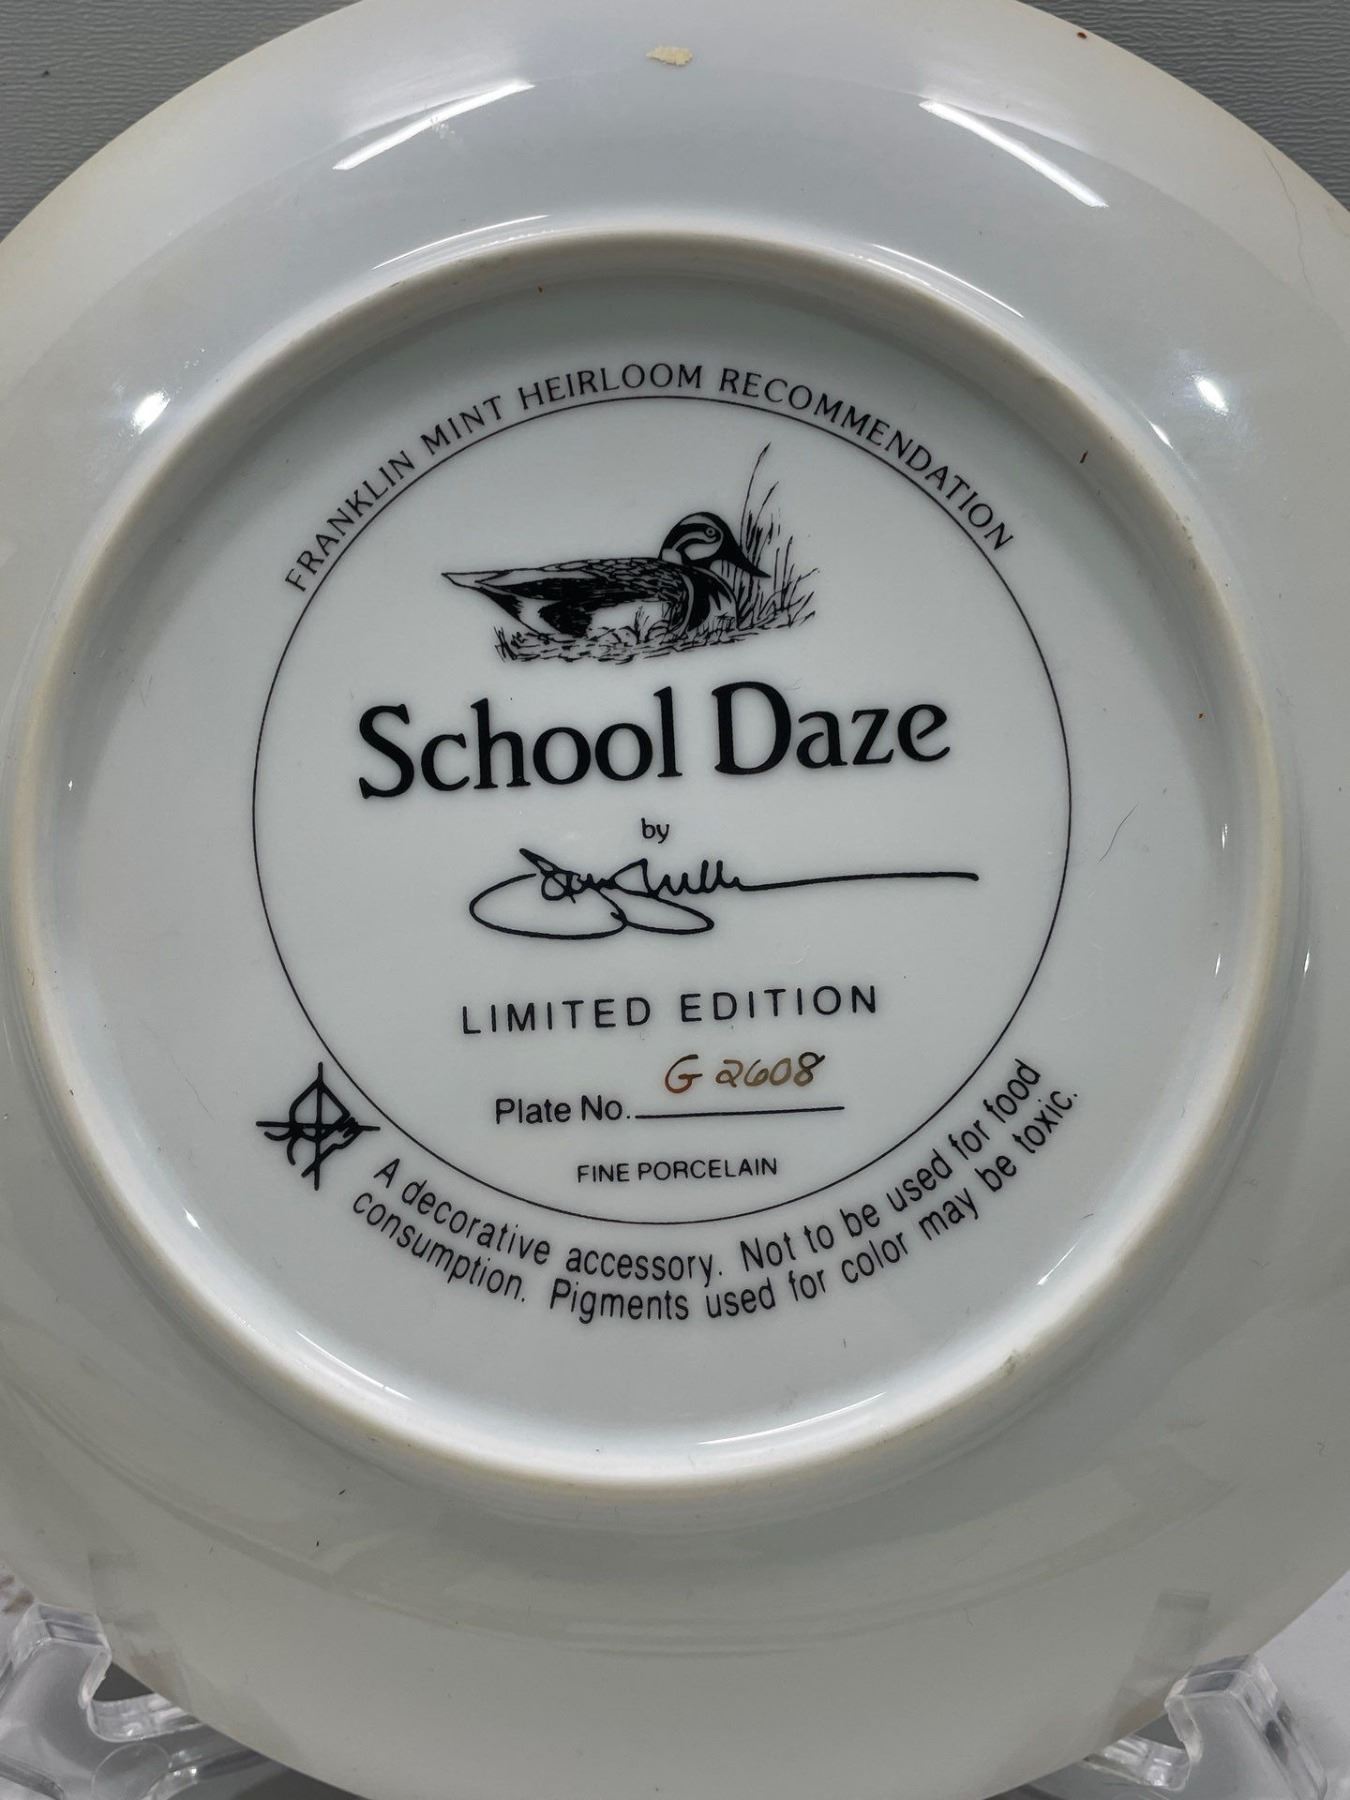 FRANKLIN MINT HEIRLOOM RECOMMENDATION
School Daze
by
LIMITED EDITION
Plate No. G 2608
FINE PORCELAIN
A decorative accessory. Not to be used for food
consumption. Pigments used for color may be toxic.